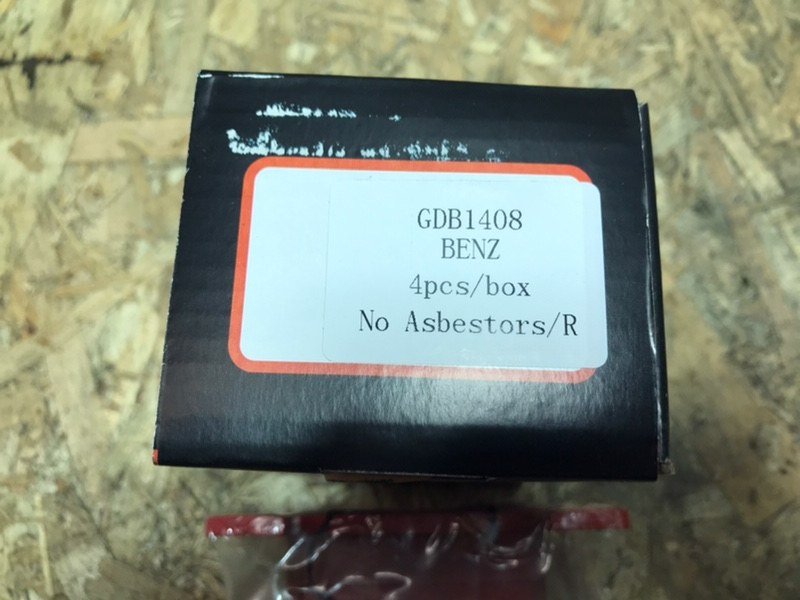 GDB1408
BENZ
4pcs/box
No Asbestors/R